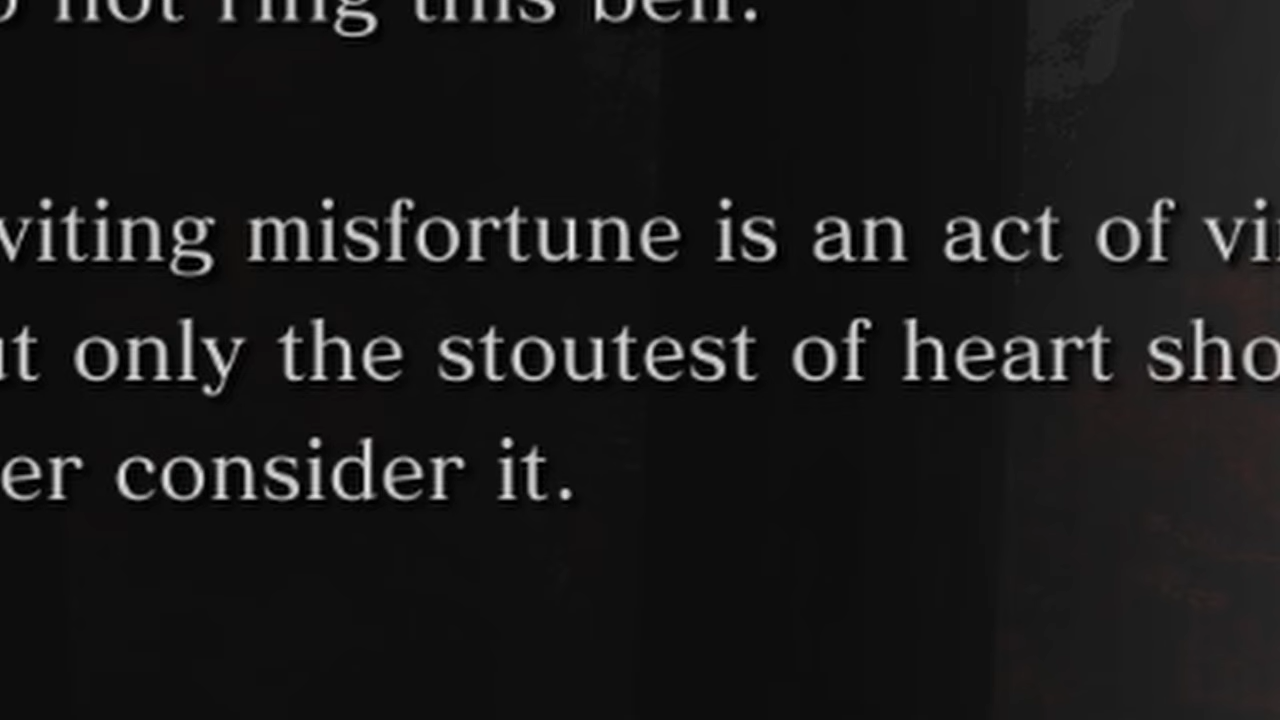 not ring this bell.
viting misfortune is an act of vi
ut only the stoutest of heart sho
er consider it.